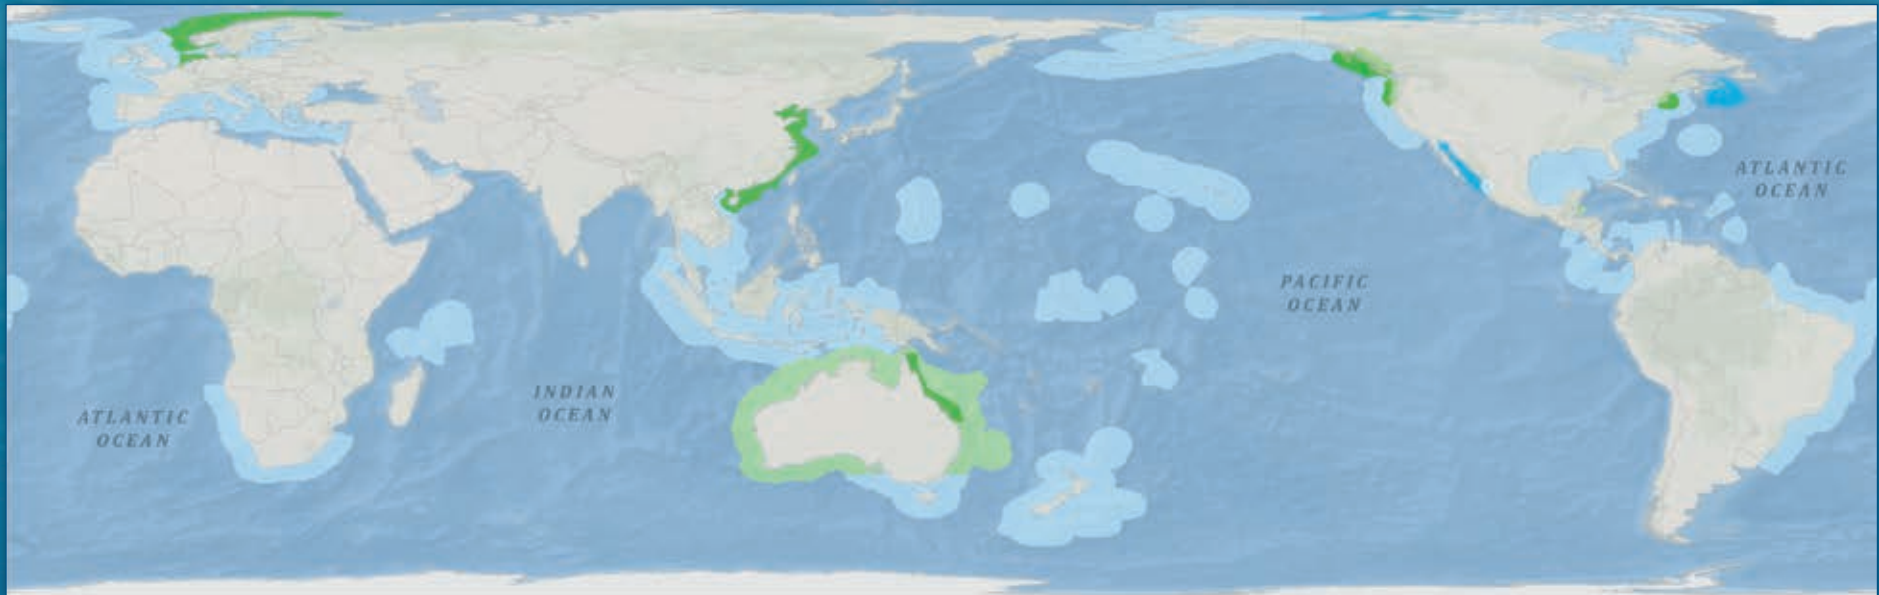 ATLANTIC
OCEAN
PACIFIC
OCEAN
INDIAN
OCEAN
ATLANTIC
OCEAN